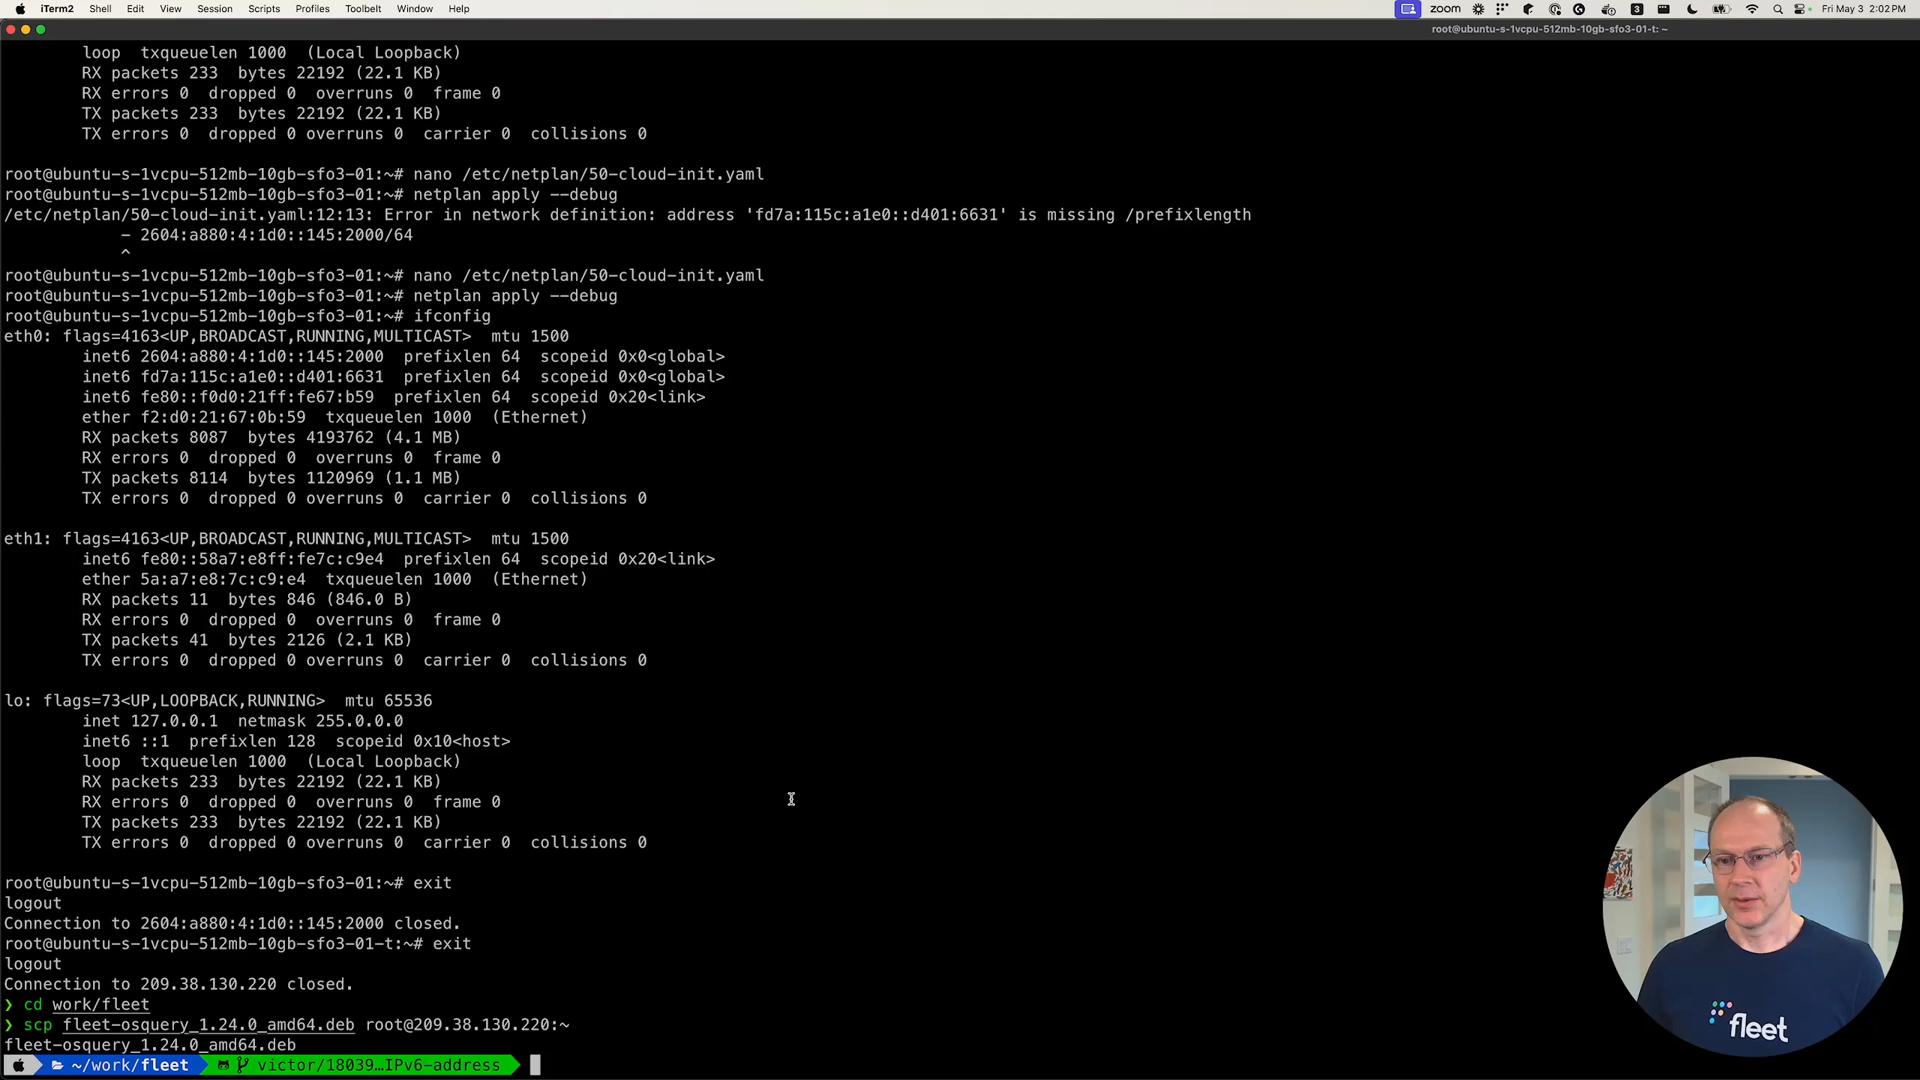 iTerm2 Shell Edit View Session Scripts Profiles Toolbelt Window Help zoom 3 Fri May 3 2:02 PM
root@ubuntu-s-1vcpu-512mb-10gb-sfo3-01-t: ~
loop txqueuelen 1000 (Local Loopback)
RX packets 233 bytes 22192 (22.1 KB)
RX errors 0 dropped 0 overruns 0 frame 0
TX packets 233 bytes 22192 (22.1 KB)
TX errors 0 dropped 0 overruns 0 carrier 0 collisions 0
root@ubuntu-s-1vcpu-512mb-10gb-sfo3-01:~# nano /etc/netplan/50-cloud-init.yaml
root@ubuntu-s-1vcpu-512mb-10gb-sfo3-01:~# netplan apply --debug
/etc/netplan/50-cloud-init.yaml:12:13: Error in network definition: address 'fd7a:115c:a1e0::d401:6631' is missing /prefixlength
- 2604:a880:4:1d0::145:2000/64
^
root@ubuntu-s-1vcpu-512mb-10gb-sfo3-01:~# nano /etc/netplan/50-cloud-init.yaml
root@ubuntu-s-1vcpu-512mb-10gb-sfo3-01:~# netplan apply --debug
root@ubuntu-s-1vcpu-512mb-10gb-sfo3-01:~# ifconfig
eth0: flags=4163<UP,BROADCAST,RUNNING,MULTICAST> mtu 1500
inet6 2604:a880:4:1d0::145:2000 prefixlen 64 scopeid 0x0<global>
inet6 fd7a:115c:a1e0::d401:6631 prefixlen 64 scopeid 0x0<global>
inet6 fe80::f0d0:21ff:fe67:b59 prefixlen 64 scopeid 0x20<link>
ether f2:d0:21:67:0b:59 txqueuelen 1000 (Ethernet)
RX packets 8087 bytes 4193762 (4.1 MB)
RX errors 0 dropped 0 overruns 0 frame 0
TX packets 8114 bytes 1120969 (1.1 MB)
TX errors 0 dropped 0 overruns 0 carrier 0 collisions 0
eth1: flags=4163<UP,BROADCAST,RUNNING,MULTICAST> mtu 1500
inet6 fe80::58a7:e8ff:fe7c:c9e4 prefixlen 64 scopeid 0x20<link>
ether 5a:a7:e8:7c:c9:e4 txqueuelen 1000 (Ethernet)
RX packets 11 bytes 846 (846.0 B)
RX errors 0 dropped 0 overruns 0 frame 0
TX packets 41 bytes 2126 (2.1 KB)
TX errors 0 dropped 0 overruns 0 carrier 0 collisions 0
lo: flags=73<UP,LOOPBACK,RUNNING> mtu 65536
inet 127.0.0.1 netmask 255.0.0.0
inet6 ::1 prefixlen 128 scopeid 0x10<host>
loop txqueuelen 1000 (Local Loopback)
RX packets 233 bytes 22192 (22.1 KB)
RX errors 0 dropped 0 overruns 0 frame 0
TX packets 233 bytes 22192 (22.1 KB)
TX errors 0 dropped 0 overruns 0 carrier 0 collisions 0
root@ubuntu-s-1vcpu-512mb-10gb-sfo3-01:~# exit
logout
Connection to 2604:a880:4:1d0::145:2000 closed.
root@ubuntu-s-1vcpu-512mb-10gb-sfo3-01-t:~# exit
logout
Connection to 209.38.130.220 closed.
❯ cd work/fleet
❯ scp fleet-osquery_1.24.0_amd64.deb root@209.38.130.220:~
fleet-osquery_1.24.0_amd64.deb
~/work/fleet victor/18039…IPv6-address
fleet